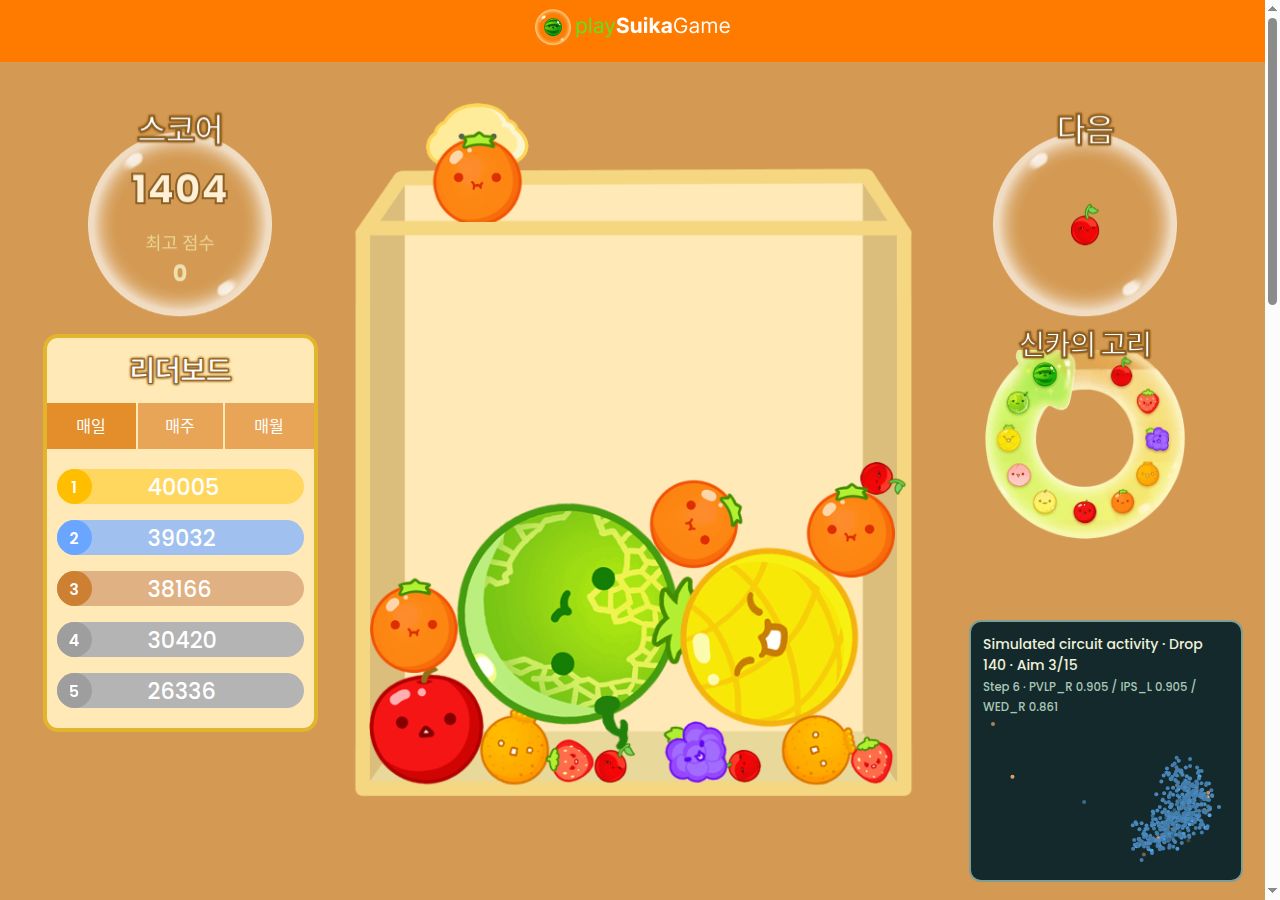 playSuikaGame
스코어
1404
최고 점수
0
다음
신카의 고리
리더보드
매일 매주 매월
1 40005
2 39032
3 38166
4 30420
5 26336
Simulated circuit activity · Drop
140 · Aim 3/15
Step 6 · PVLP_R 0.905 / IPS_L 0.905 /
WED_R 0.861